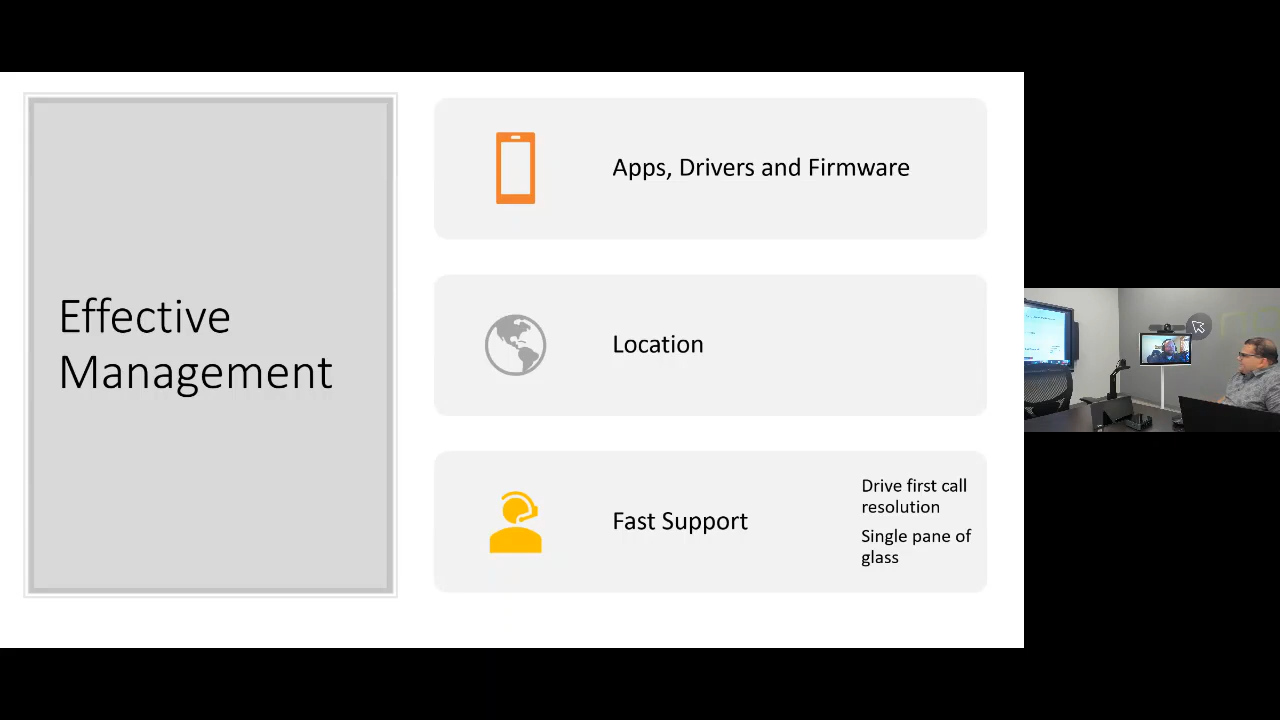 Effective
Management
Apps, Drivers and Firmware
Location
Fast Support
Drive first call
resolution
Single pane of
glass